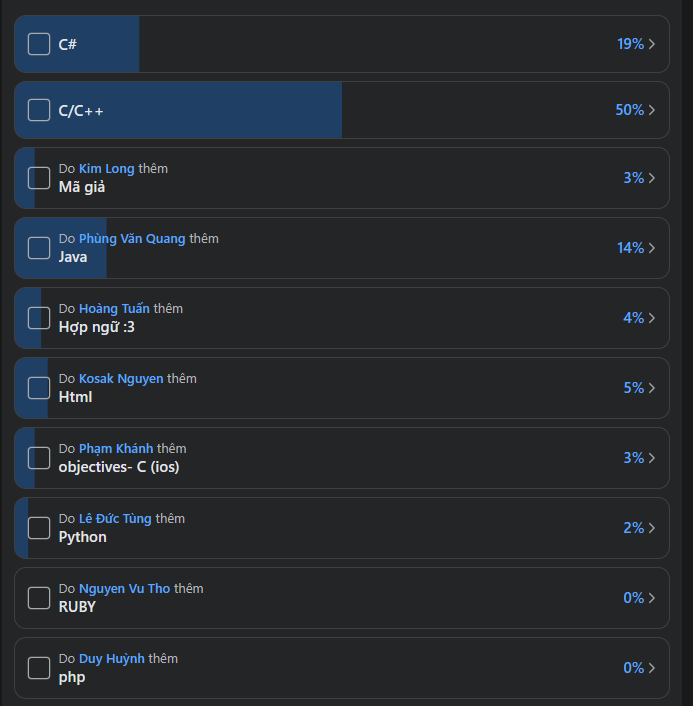 C#
19%
C/C++
50%
Do Kim Long thêm
Mã giả
3%
Do Phùng Văn Quang thêm
Java
14%
Do Hoàng Tuấn thêm
Hợp ngữ :3
4%
Do Kosak Nguyen thêm
Html
5%
Do Phạm Khánh thêm
objectives- C (ios)
3%
Do Lê Đức Tùng thêm
Python
2%
Do Nguyen Vu Tho thêm
RUBY
0%
Do Duy Huỳnh thêm
php
0%